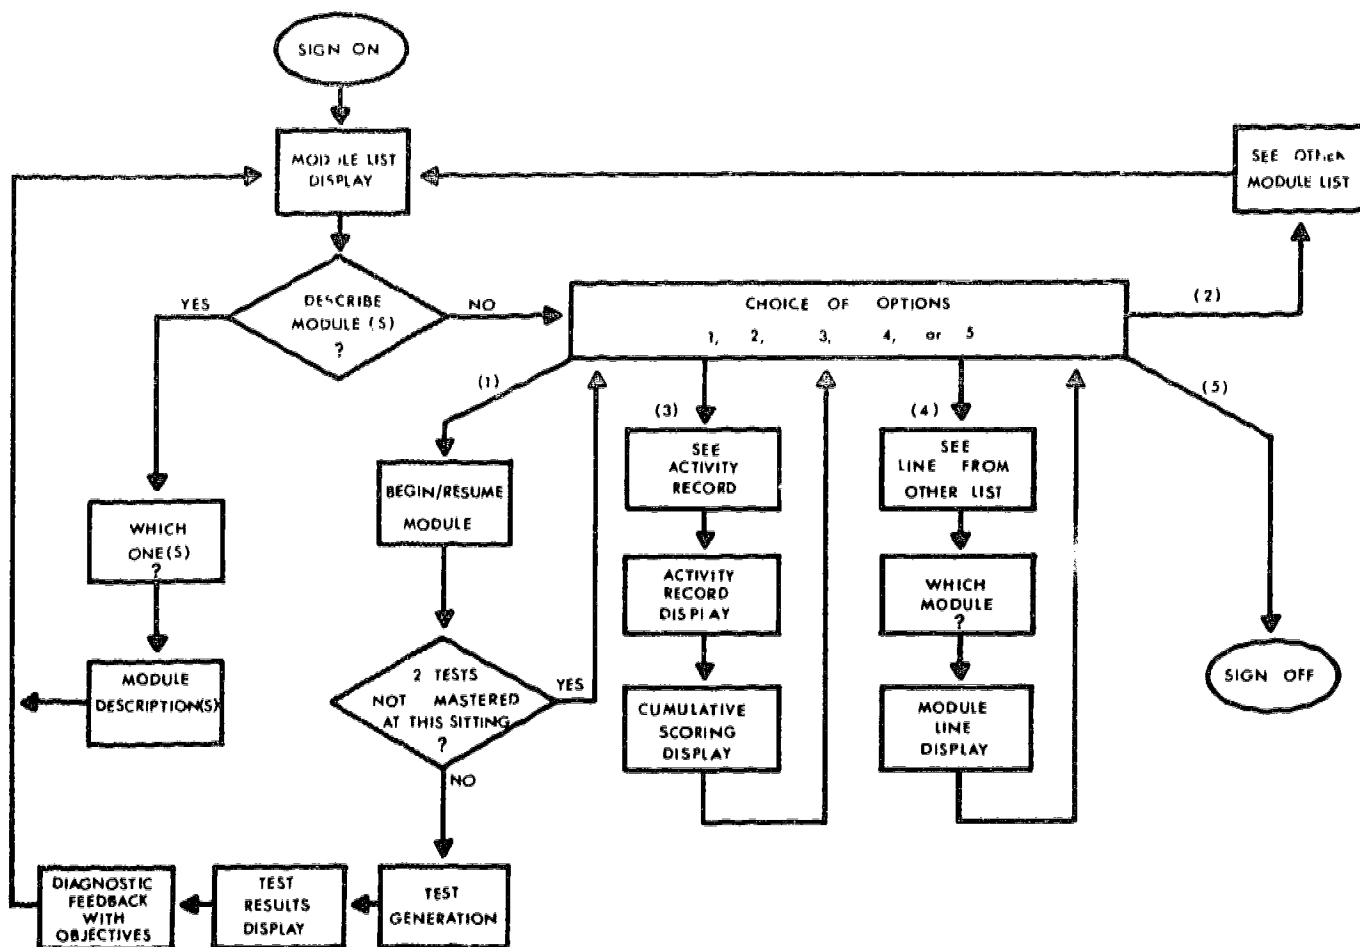 SIGN ON
MODULE LIST
DISPLAY
SEE OTHER
MODULE LIST
DESCRIBE
MODULE (S)
?
YES
NO
CHOICE OF OPTIONS
1, 2, 3, 4, or 5
(2)
(1)
(3)
(4)
(5)
BEGIN/RESUME
MODULE
SEE
ACTIVITY
RECORD
SEE
LINE FROM
OTHER LIST
WHICH
ONE(S)
?
ACTIVITY
RECORD
DISPLAY
WHICH
MODULE
?
MODULE
DESCRIPTION(S)
2 TESTS
NOT MASTERED
AT THIS SITTING
?
YES
NO
CUMULATIVE
SCORING
DISPLAY
MODULE
LINE
DISPLAY
SIGN OFF
DIAGNOSTIC
FEEDBACK
WITH
OBJECTIVES
TEST
RESULTS
DISPLAY
TEST
GENERATION